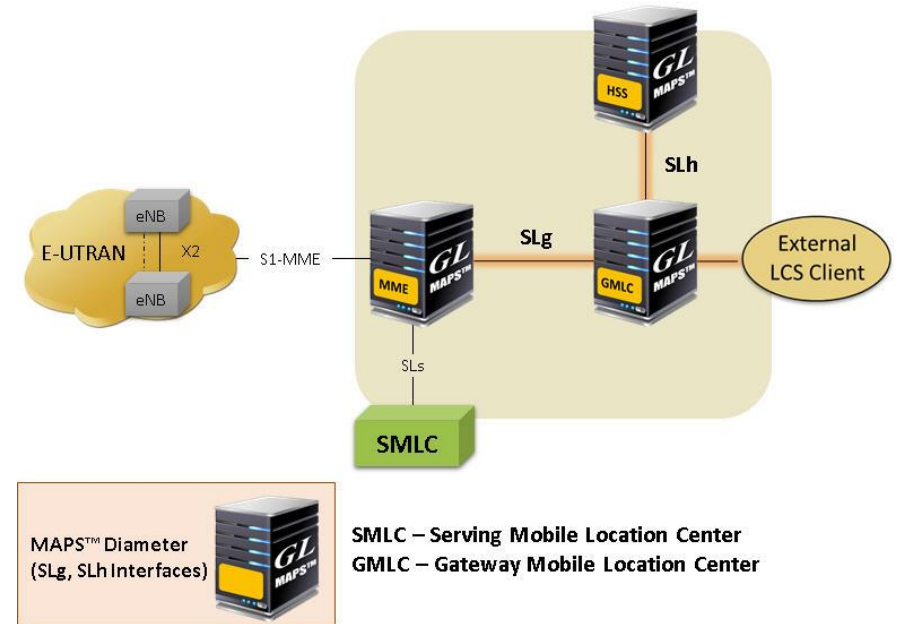 GL
MAPS™
HSS
SLh
eNB
E-UTRAN
X2
eNB
S1-MME
GL
MAPS™
MME
SLg
GL
MAPS™
GMLC
External
LCS Client
SLs
SMLC
MAPS™ Diameter
(SLg, SLh Interfaces)
GL
MAPS™
SMLC – Serving Mobile Location Center
GMLC – Gateway Mobile Location Center